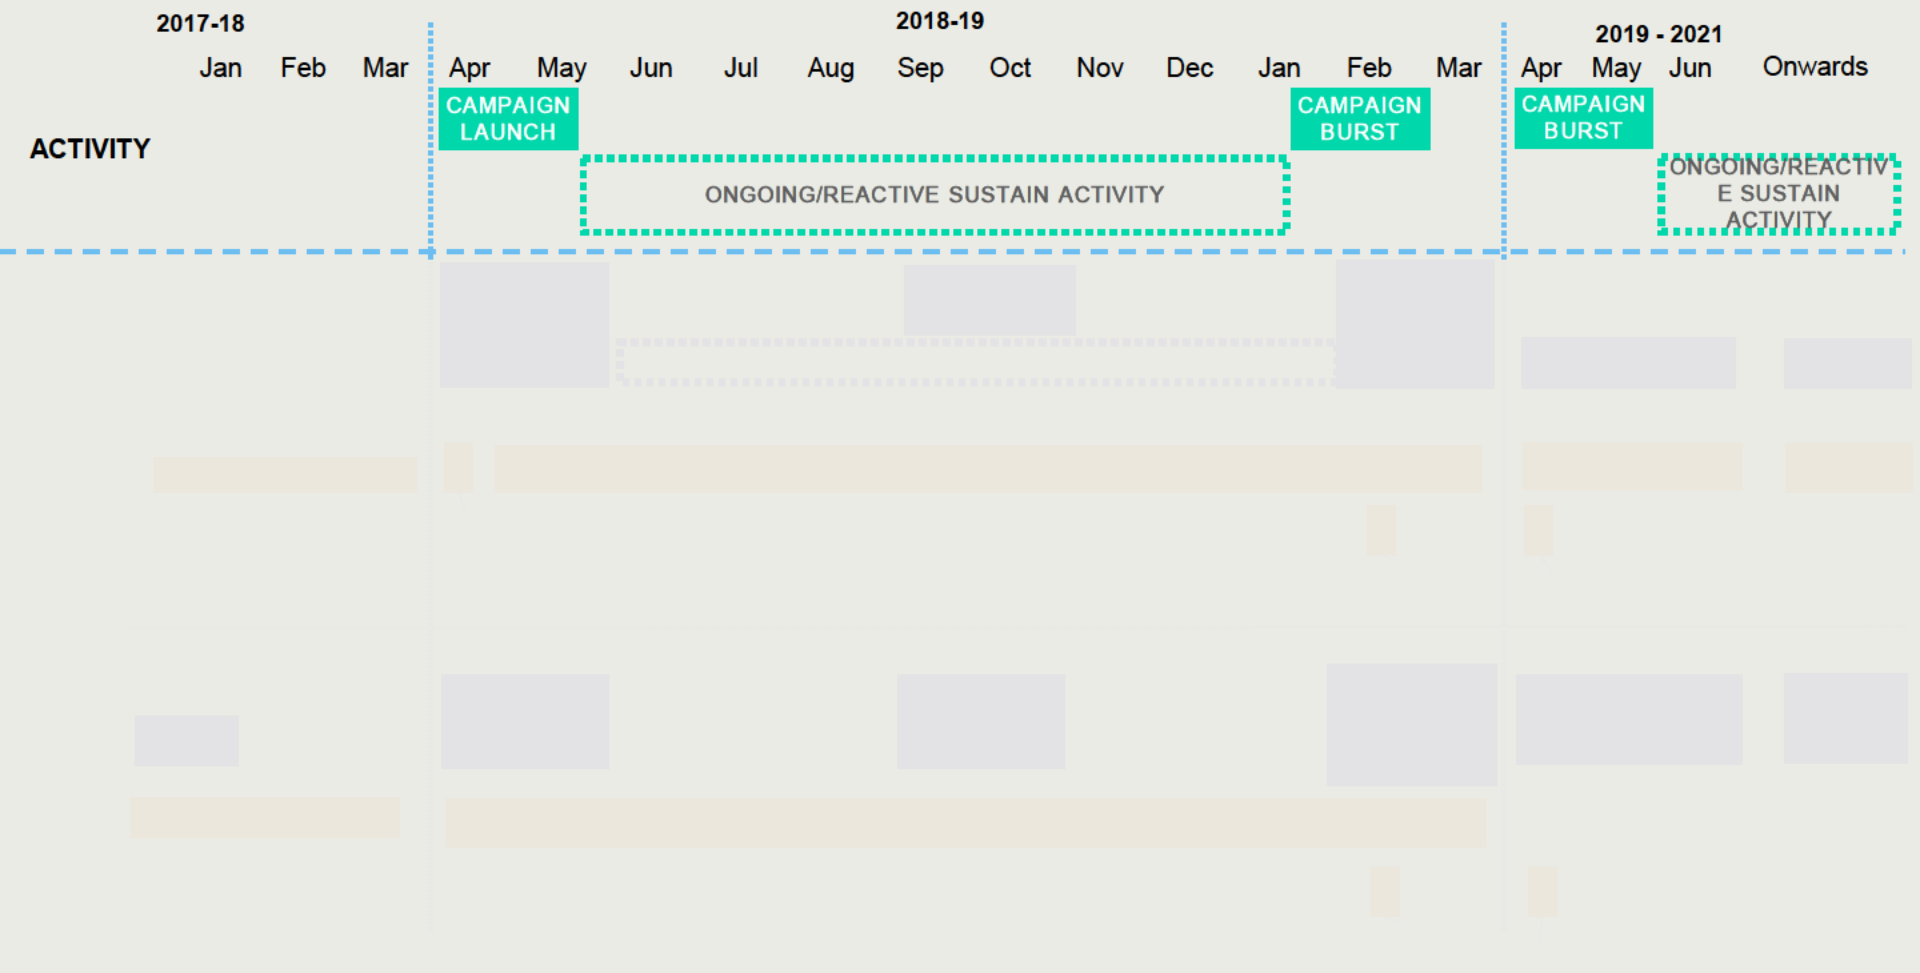 2017-18
2018-19
2019 - 2021
Jan Feb Mar Apr May Jun Jul Aug Sep Oct Nov Dec Jan Feb Mar Apr May Jun Onwards
ACTIVITY
CAMPAIGN
LAUNCH
CAMPAIGN
BURST
CAMPAIGN
BURST
ONGOING/REACTIVE SUSTAIN ACTIVITY
ONGOING/REACTIV
E SUSTAIN
ACTIVITY